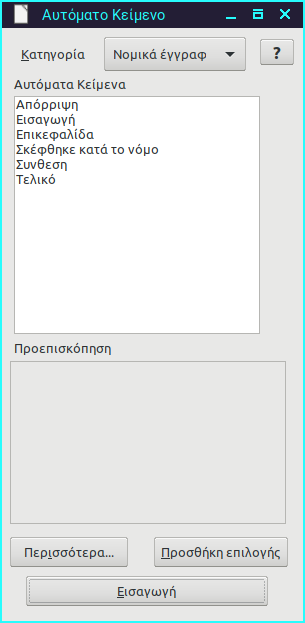 Αυτόματο Κείμενο
Κατηγορία Νομικά έγγραφ ?
Αυτόματα Κείμενα
Απόρριψη
Εισαγωγή
Επικεφαλίδα
Σκέφθηκε κατά το νόμο
Συνθεση
Τελικό
Προεπισκόπηση
Περισσότερα... Προσθήκη επιλογής
Εισαγωγή